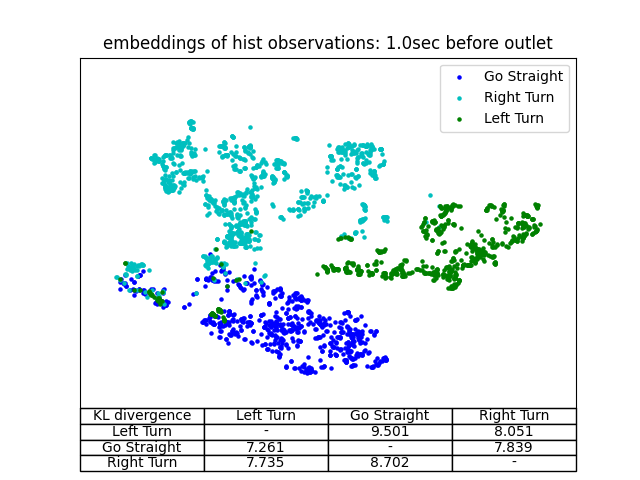 embeddings of hist observations: 1.0sec before outlet
Go Straight
Right Turn
Left Turn
KL divergence Left Turn Go Straight Right Turn
Left Turn - 9.501 8.051
Go Straight 7.261 - 7.839
Right Turn 7.735 8.702 -